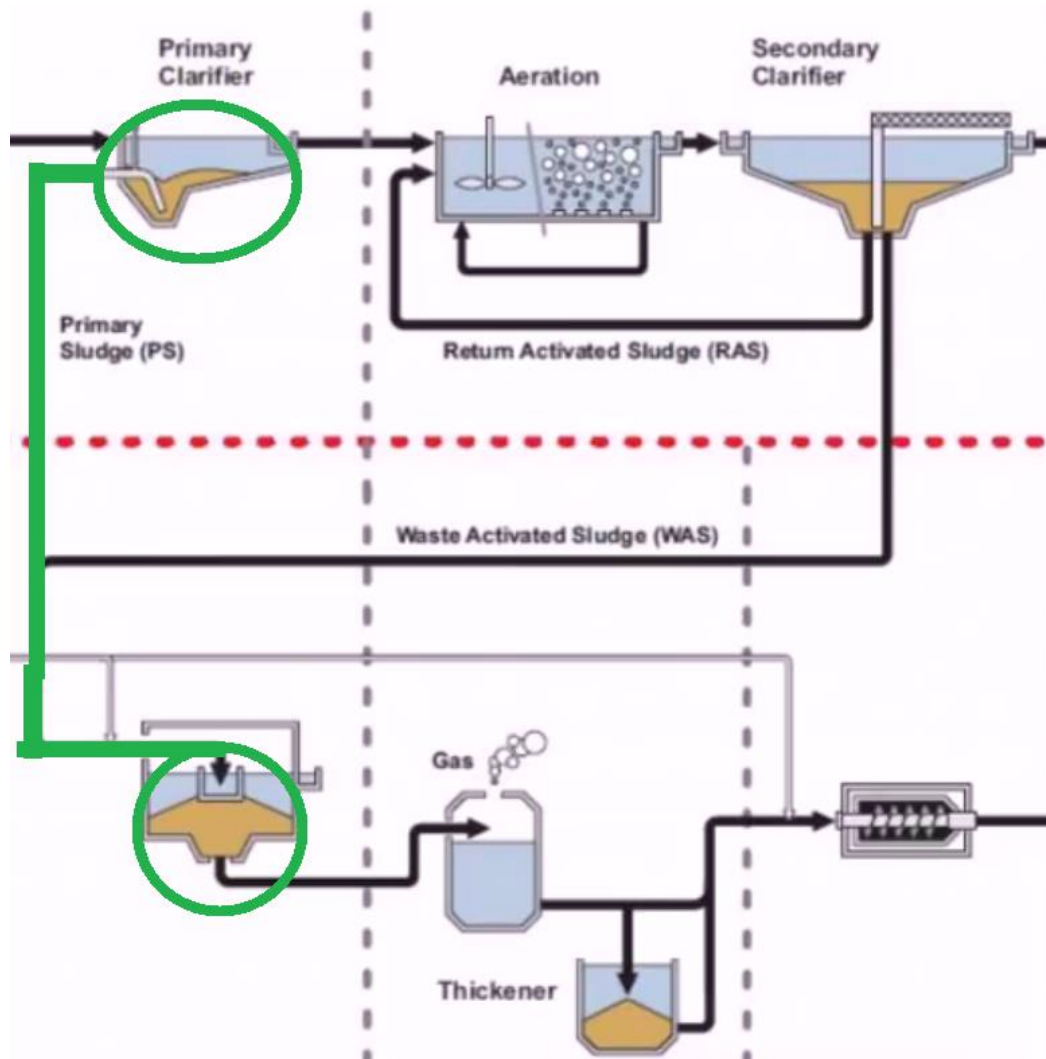 Primary
Clarifier
Aeration
Secondary
Clarifier
Primary
Sludge (PS)
Return Activated Sludge (RAS)
Waste Activated Sludge (WAS)
Gas
Thickener